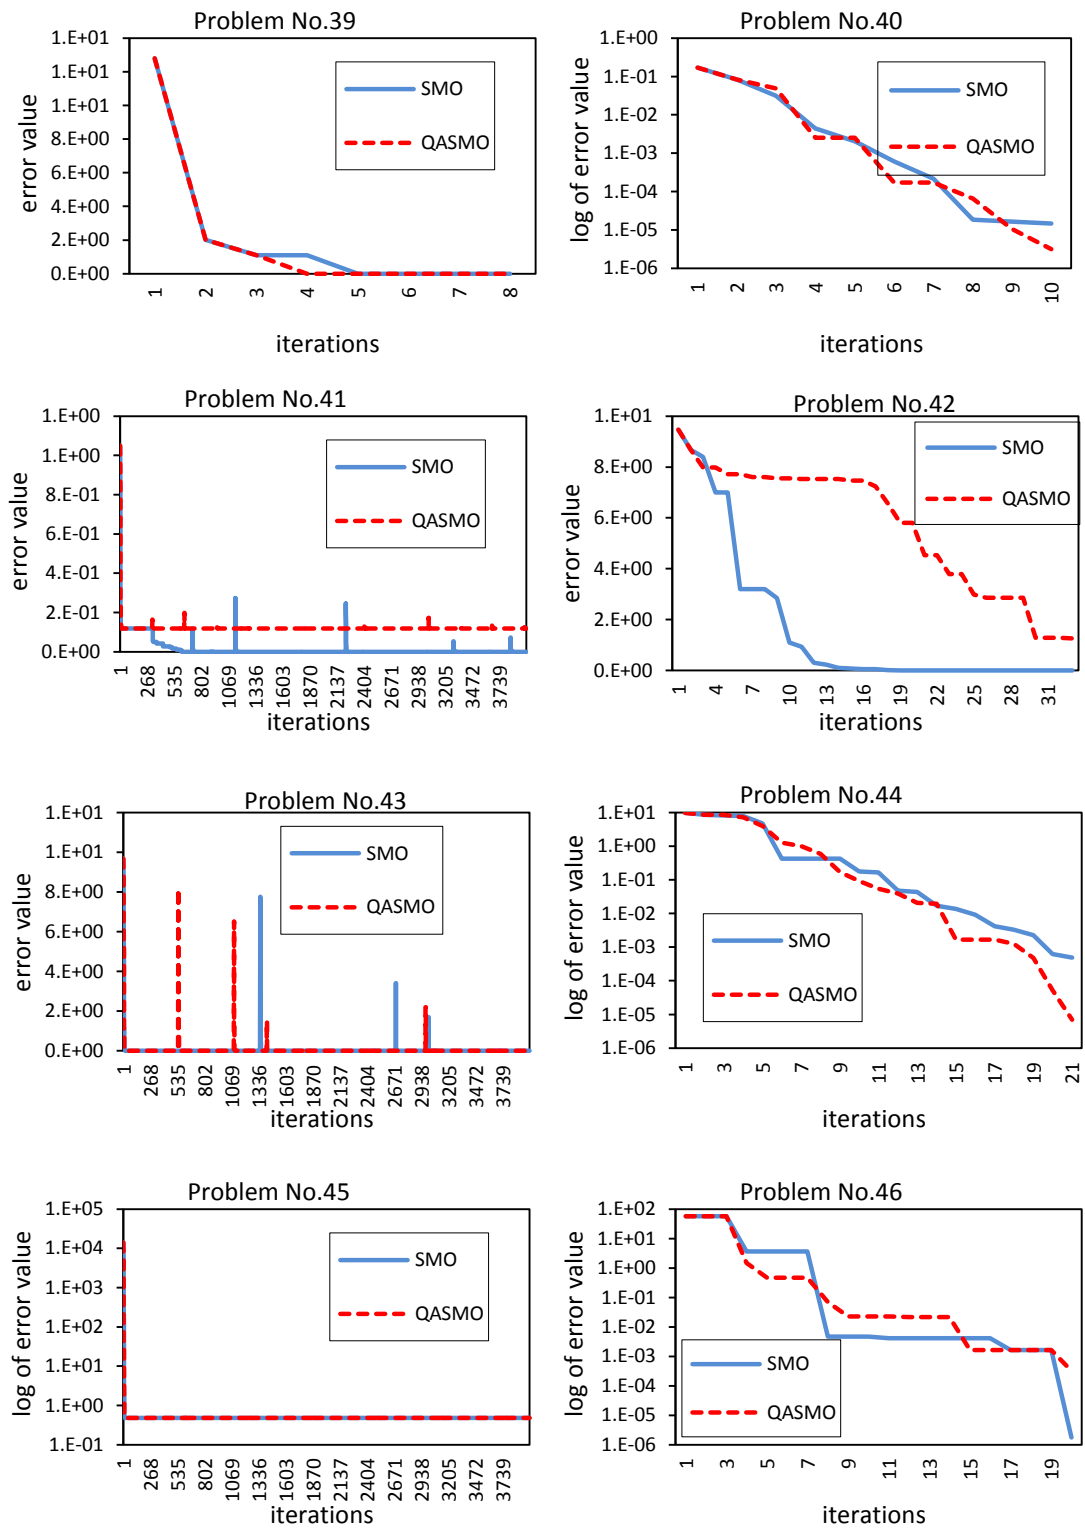 Problem No.39
1.E+01
1.E+01
1.E+01
8.E+00
6.E+00
4.E+00
2.E+00
0.E+00
error value
SMO
QASMO
1 2 3 4 5 6 7 8
iterations
Problem No.40
1.E+00
1.E-01
1.E-02
1.E-03
1.E-04
1.E-05
1.E-06
log of error value
SMO
QASMO
1 2 3 4 5 6 7 8 9 10
iterations
Problem No.41
1.E+00
1.E+00
8.E-01
6.E-01
4.E-01
2.E-01
0.E+00
error value
SMO
QASMO
1 268 535 802 1069 1336 1603 1870 2137 2404 2671 2938 3205 3472 3739
iterations
Problem No.42
1.E+01
8.E+00
6.E+00
4.E+00
2.E+00
0.E+00
error value
SMO
QASMO
1 4 7 10 13 16 19 22 25 28 31
iterations
Problem No.43
1.E+01
1.E+01
8.E+00
6.E+00
4.E+00
2.E+00
0.E+00
error value
SMO
QASMO
1 268 535 802 1069 1336 1603 1870 2137 2404 2671 2938 3205 3472 3739
iterations
Problem No.44
1.E+01
1.E+00
1.E-01
1.E-02
1.E-03
1.E-04
1.E-05
1.E-06
log of error value
SMO
QASMO
1 3 5 7 9 11 13 15 17 19 21
iterations
Problem No.45
1.E+05
1.E+04
1.E+03
1.E+02
1.E+01
1.E+00
1.E-01
log of error value
SMO
QASMO
1 268 535 802 1069 1336 1603 1870 2137 2404 2671 2938 3205 3472 3739
iterations
Problem No.46
1.E+02
1.E+01
1.E+00
1.E-01
1.E-02
1.E-03
1.E-04
1.E-05
1.E-06
log of error value
SMO
QASMO
1 3 5 7 9 11 13 15 17 19
iterations